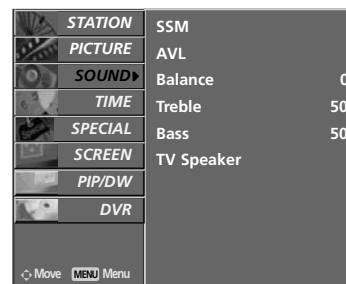 STATION
PICTURE
SOUND
TIME
SPECIAL
SCREEN
PIP/DW
DVR
Move MENU Menu
SSM
AVL
Balance 0
Treble 50
Bass 50
TV Speaker